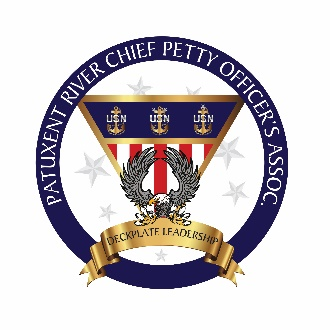 PATUXENT RIVER CHIEF PETTY OFFICER'S ASSOC.
USN USN USN
DECKPLATE LEADERSHIP